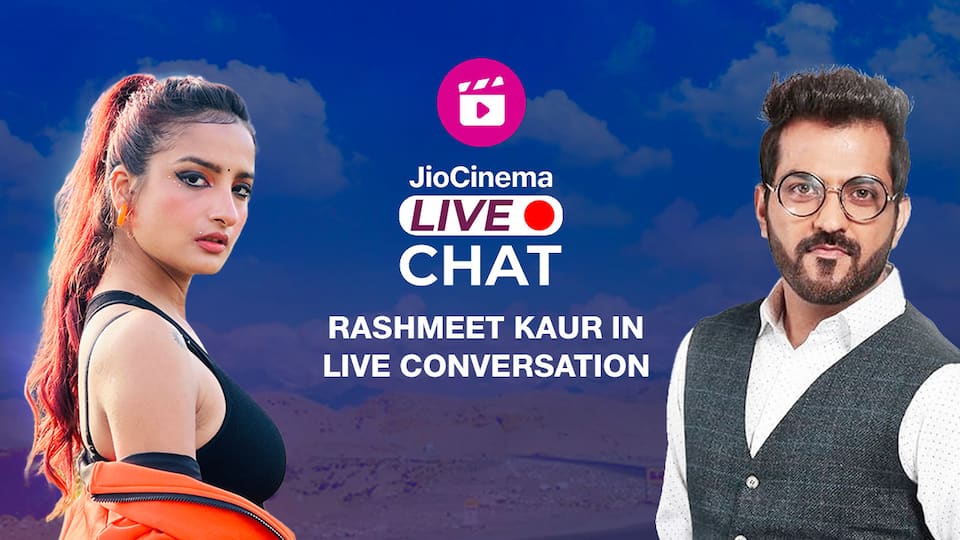 JioCinema
LIVE
CHAT
RASHMEET KAUR IN
LIVE CONVERSATION